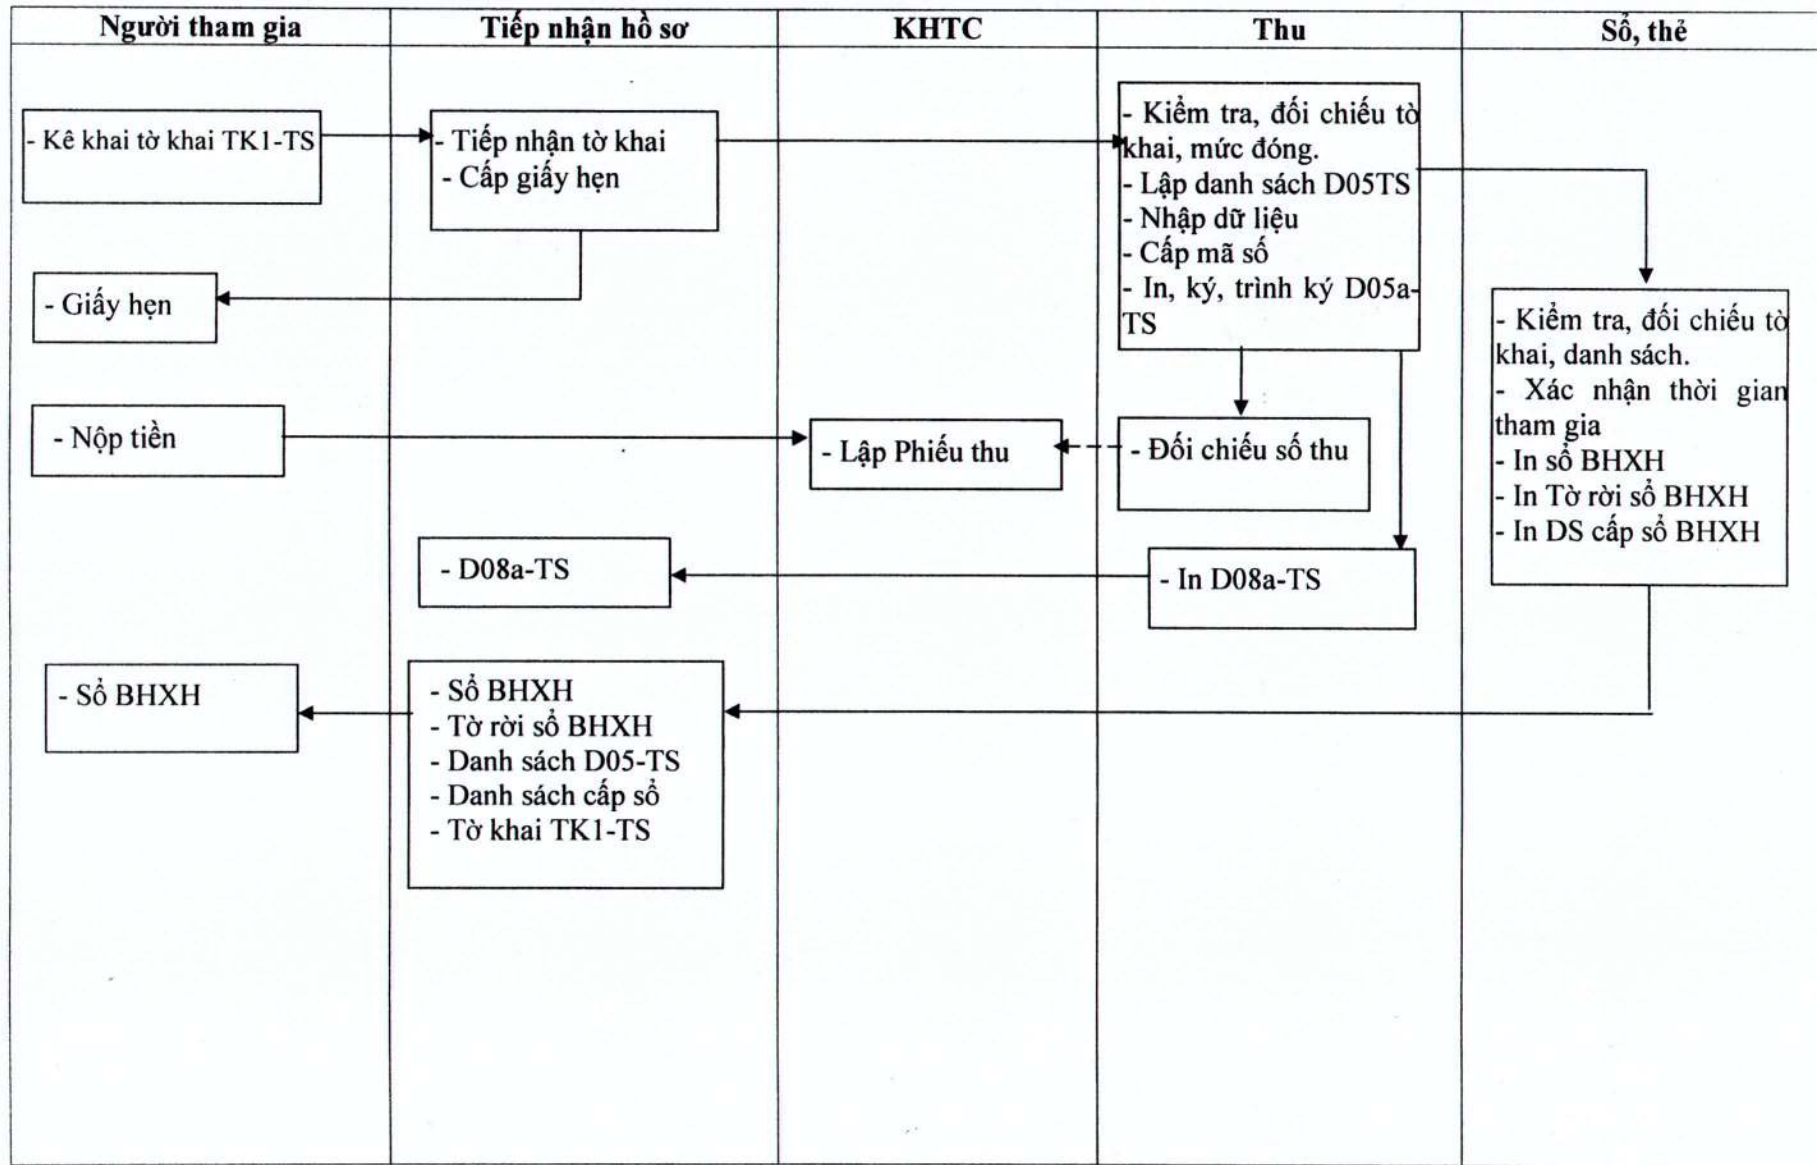 Người tham gia
Tiếp nhận hồ sơ
KHTC
Thu
Sổ, thẻ
- Kê khai tờ khai TK1-TS
- Tiếp nhận tờ khai
- Cấp giấy hẹn
- Kiểm tra, đối chiếu tờ
khai, mức đóng.
- Lập danh sách D05TS
- Nhập dữ liệu
- Cấp mã số
- In, ký, trình ký D05a-
TS
- Giấy hẹn
- Kiểm tra, đối chiếu tờ
khai, danh sách.
- Xác nhận thời gian
tham gia
- In sổ BHXH
- In Tờ rời sổ BHXH
- In DS cấp sổ BHXH
- Nộp tiền
- Lập Phiếu thu
- Đối chiếu số thu
- D08a-TS
- In D08a-TS
- Sổ BHXH
- Sổ BHXH
- Tờ rời sổ BHXH
- Danh sách D05-TS
- Danh sách cấp sổ
- Tờ khai TK1-TS